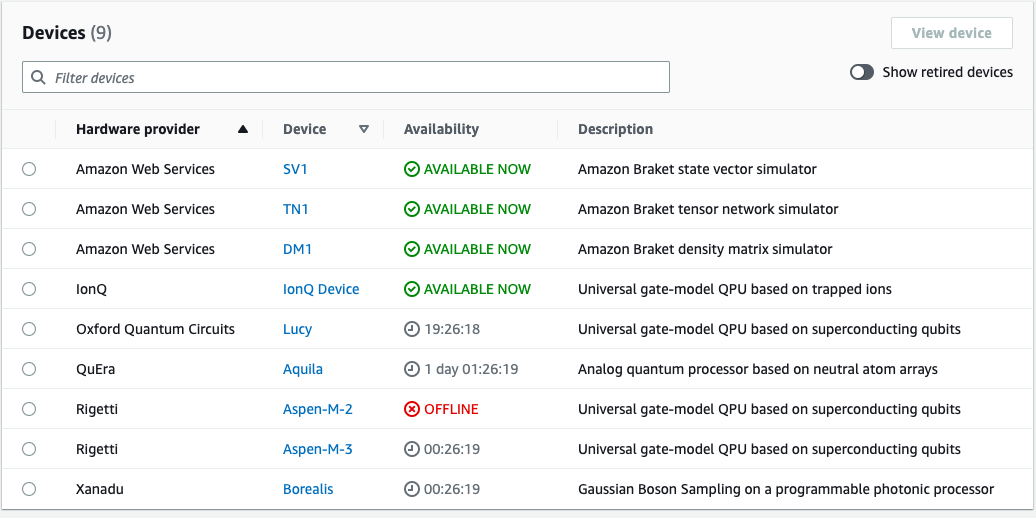 Devices (9)
View device
Filter devices
Show retired devices
Hardware provider Device Availability Description
Amazon Web Services SV1 AVAILABLE NOW Amazon Braket state vector simulator
Amazon Web Services TN1 AVAILABLE NOW Amazon Braket tensor network simulator
Amazon Web Services DM1 AVAILABLE NOW Amazon Braket density matrix simulator
IonQ IonQ Device AVAILABLE NOW Universal gate-model QPU based on trapped ions
Oxford Quantum Circuits Lucy 19:26:18 Universal gate-model QPU based on superconducting qubits
QuEra Aquila 1 day 01:26:19 Analog quantum processor based on neutral atom arrays
Rigetti Aspen-M-2 OFFLINE Universal gate-model QPU based on superconducting qubits
Rigetti Aspen-M-3 00:26:19 Universal gate-model QPU based on superconducting qubits
Xanadu Borealis 00:26:19 Gaussian Boson Sampling on a programmable photonic processor